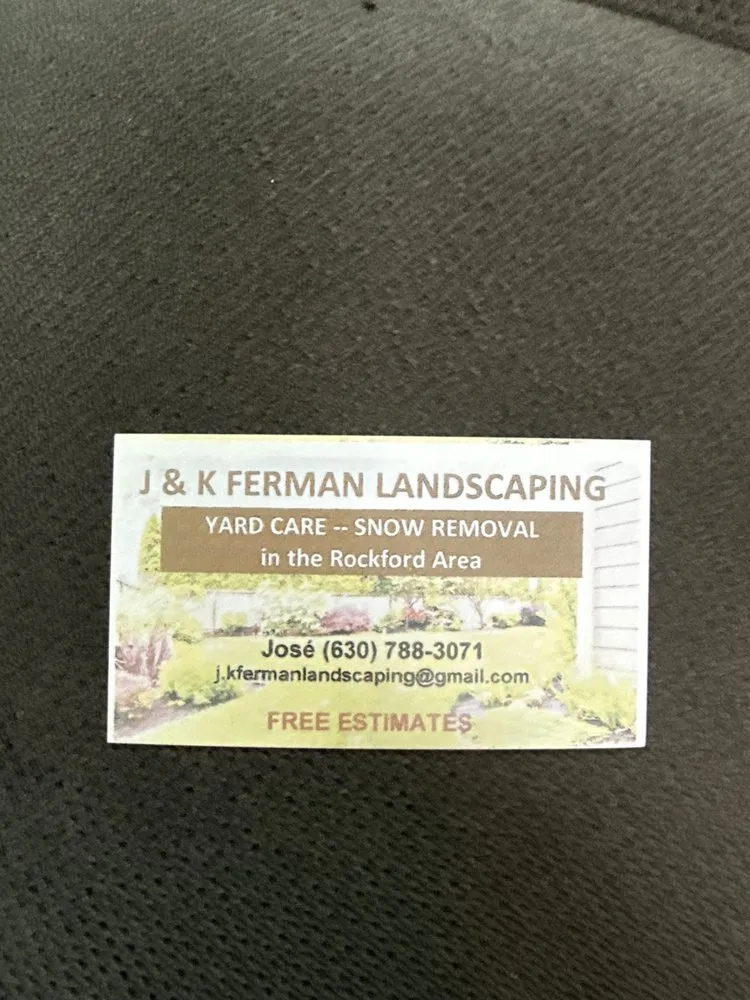 J & K FERMAN LANDSCAPING
YARD CARE -- SNOW REMOVAL
in the Rockford Area
José (630) 788-3071
j.kfermanlandscaping@gmail.com
FREE ESTIMATES